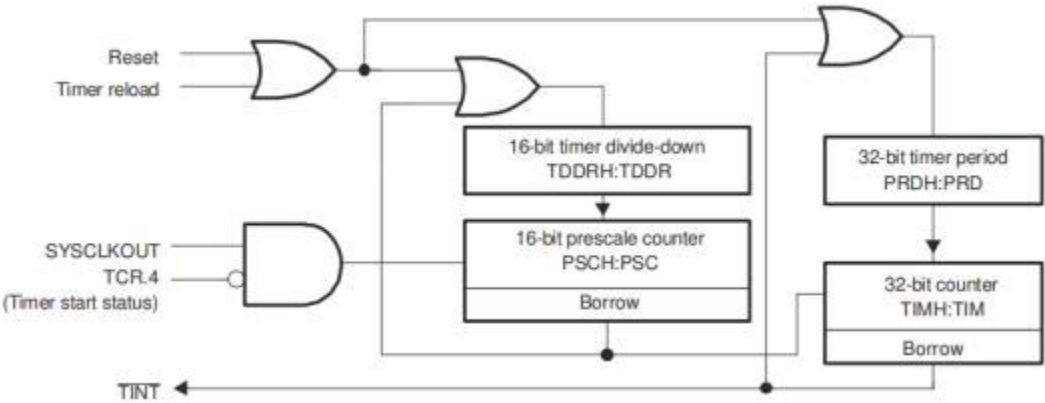 Reset
Timer reload
16-bit timer divide-down
TDDRH:TDDR
32-bit timer period
PRDH:PRD
SYSCLKOUT
TCR.4
(Timer start status)
16-bit prescale counter
PSCH:PSC
Borrow
32-bit counter
TIMH:TIM
Borrow
TINT